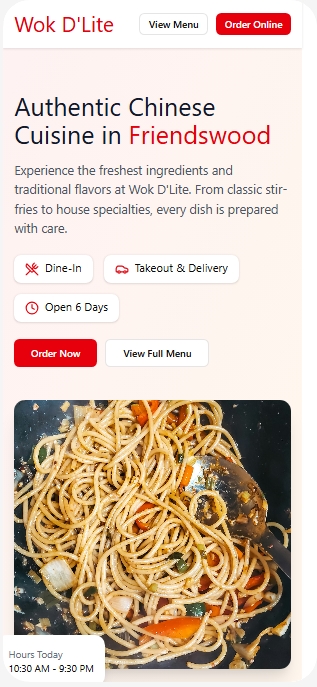 Wok D'Lite
View Menu
Order Online
Authentic Chinese
Cuisine in Friendswood
Experience the freshest ingredients and
traditional flavors at Wok D'Lite. From classic stir-
fries to house specialties, every dish is prepared
with care.
Dine-In
Takeout & Delivery
Open 6 Days
Order Now
View Full Menu
Hours Today
10:30 AM - 9:30 PM